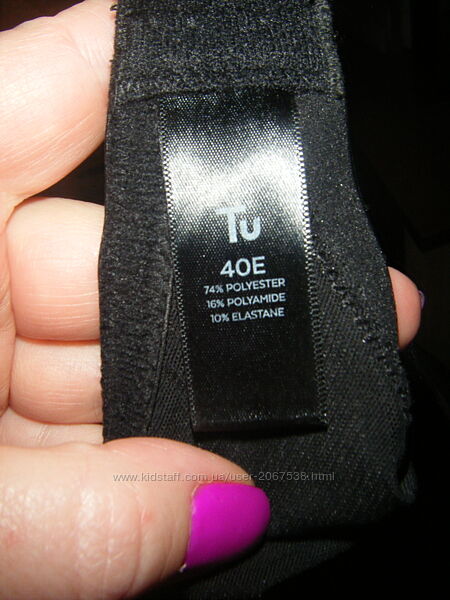 Tu
40E
74% POLYESTER
16% POLYAMIDE
10% ELASTANE
www.kidstaff.com.ua/user-2067538.html